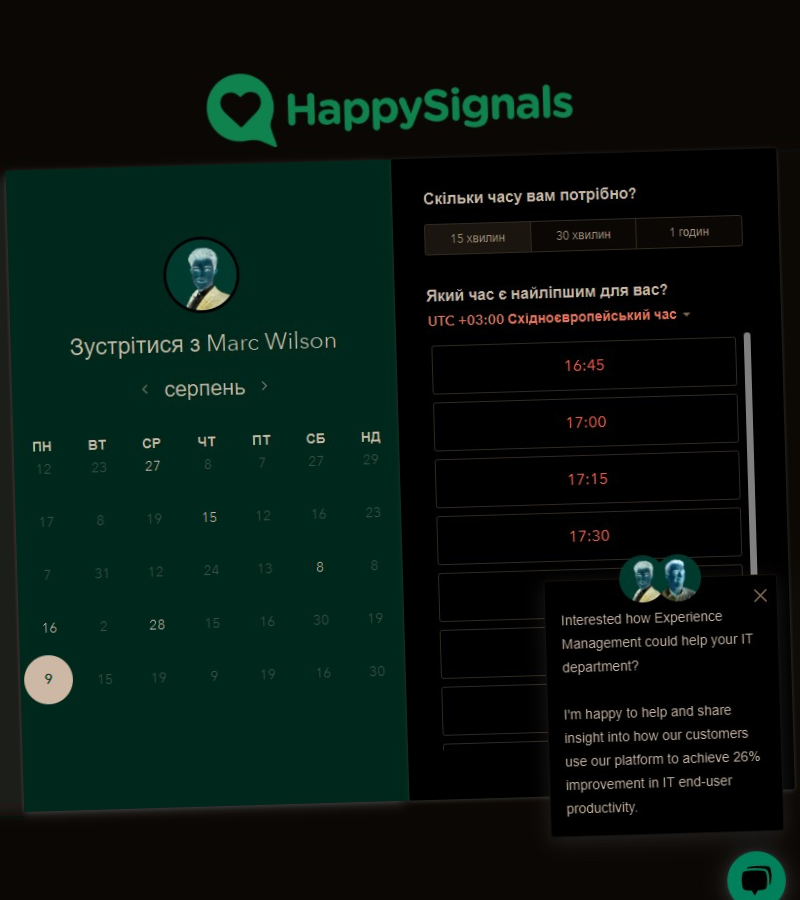 HappySignals
Зустрітися з Marc Wilson
серпень
ПН ВТ СР ЧТ ПТ СБ НД
12 23 27 8 7 27 29
17 8 19 15 12 16 23
7 31 12 24 13 8 8
16 2 28 15 16 30 19
9 15 19 9 19 16 30
Скільки часу вам потрібно?
15 хвилин 30 хвилин 1 годин
Який час є найліпшим для вас?
UTC +03:00 Східноєвропейський час
16:45
17:00
17:15
17:30
Interested how Experience
Management could help your IT
department?
I'm happy to help and share
insight into how our customers
use our platform to achieve 26%
improvement in IT end-user
productivity.